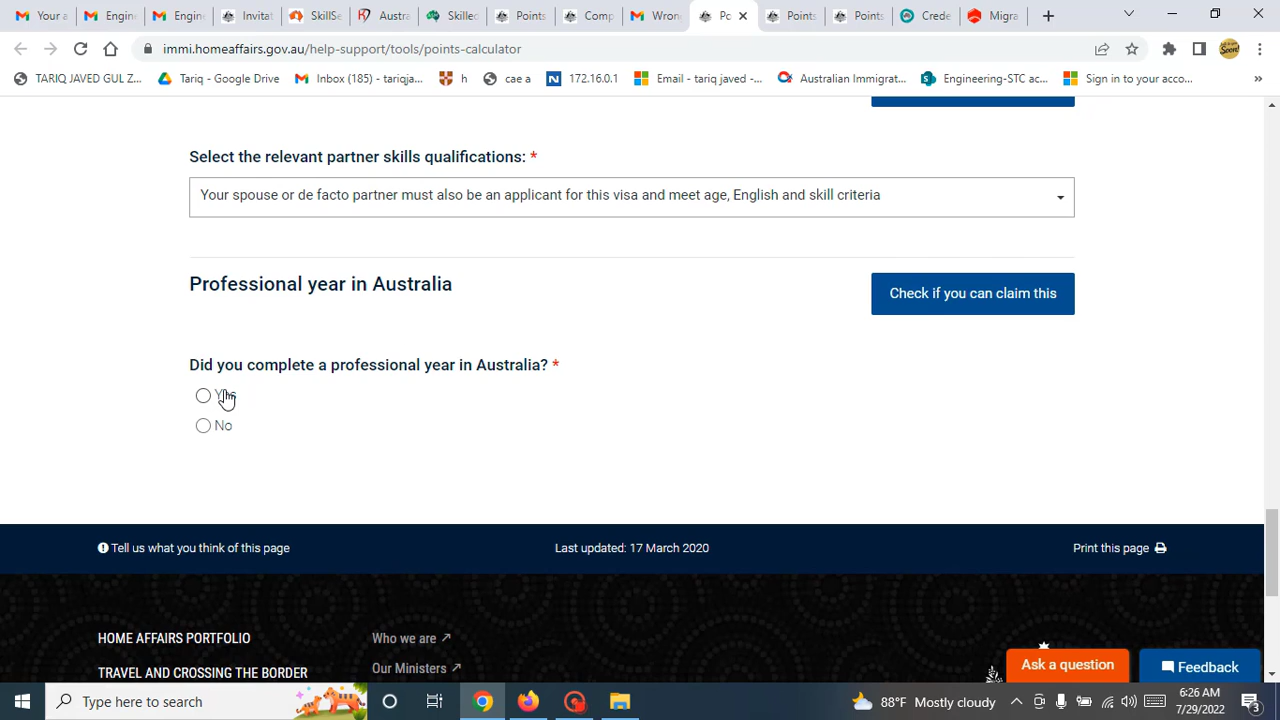 Your a
Engine
Engine
Invitat
SkillSe
Austra
Skilled
Points
Comp
Wron
Po
Points
Points
Crede
Migra
immi.homeaffairs.gov.au/help-support/tools/points-calculator
TARIQ JAVED GUL Z...
Tariq - Google Drive
Inbox (185) - tariqja...
h
cae a
172.16.0.1
Email - tariq javed -...
Australian Immigrat...
Engineering-STC ac...
Sign in to your acco...
Select the relevant partner skills qualifications: *
Your spouse or de facto partner must also be an applicant for this visa and meet age, English and skill criteria
Professional year in Australia
Check if you can claim this
Did you complete a professional year in Australia? *
Yes
No
Tell us what you think of this page
Last updated: 17 March 2020
Print this page
HOME AFFAIRS PORTFOLIO
Who we are
TRAVEL AND CROSSING THE BORDER
Our Ministers
Ask a question
Feedback
Type here to search
88°F Mostly cloudy
6:26 AM
7/29/2022
3